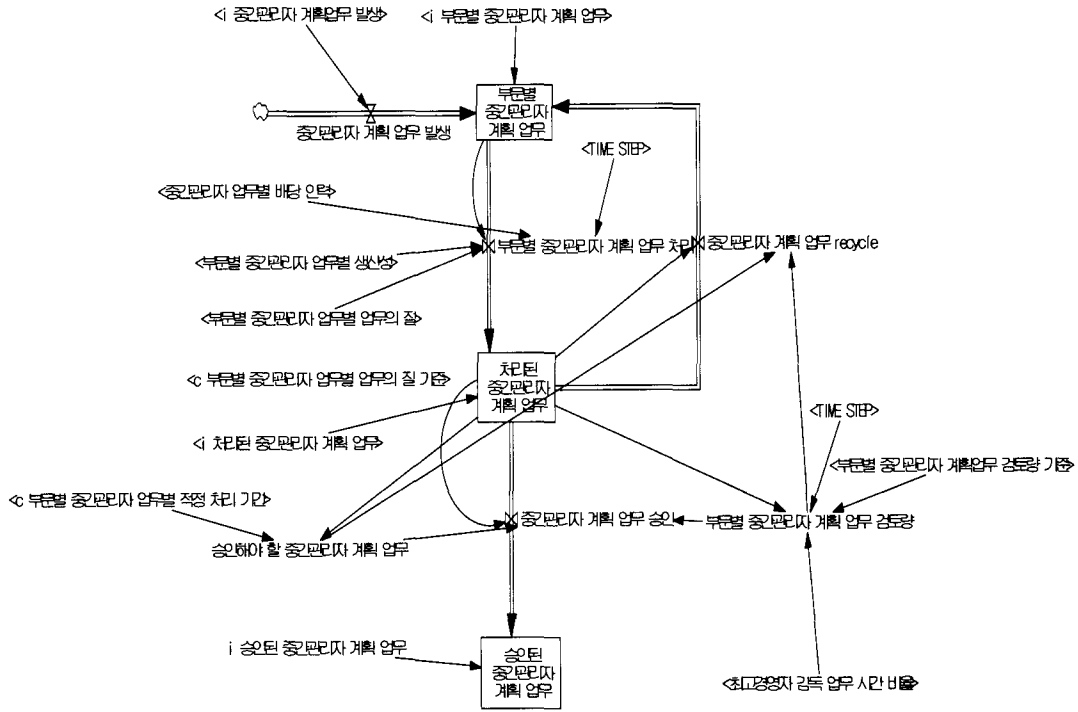 <i 중간관리자 계획업무 발생>
<i 부문별 중간관리자 계획 업무>
부문별
중간관리자
계획 업무
중간관리자 계획 업무 발생
<TIME STEP>
<중간관리자 업무별 배당 인력>
부문별 중간관리자 계획 업무 처리
중간관리자 계획 업무 recycle
<부문별 중간관리자 업무별 생산성>
<부문별 중간관리자 업무별 업무의 질>
처리된
중간관리자
계획 업무
<c 부문별 중간관리자 업무별 업무의 질 기준>
<TIME STEP>
<i 처리된 중간관리자 계획 업무>
<부문별 중간관리자 계획업무 검토량 기준>
<c 부문별 중간관리자 업무별 적정 처리 기간>
중간관리자 계획 업무 승인
부문별 중간관리자 계획 업무 검토량
승인해야 할 중간관리자 계획 업무
i 승인된 중간관리자 계획 업무
승인된
중간관리자
계획 업무
<최고경영자 감독 업무 시간 비율>